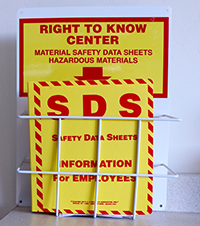 RIGHT TO KNOW
CENTER
MATERIAL SAFETY DATA SHEETS
HAZARDOUS MATERIALS
SDS
SAFETY DATA SHEETS
INFORMATION
for EMPLOYEES